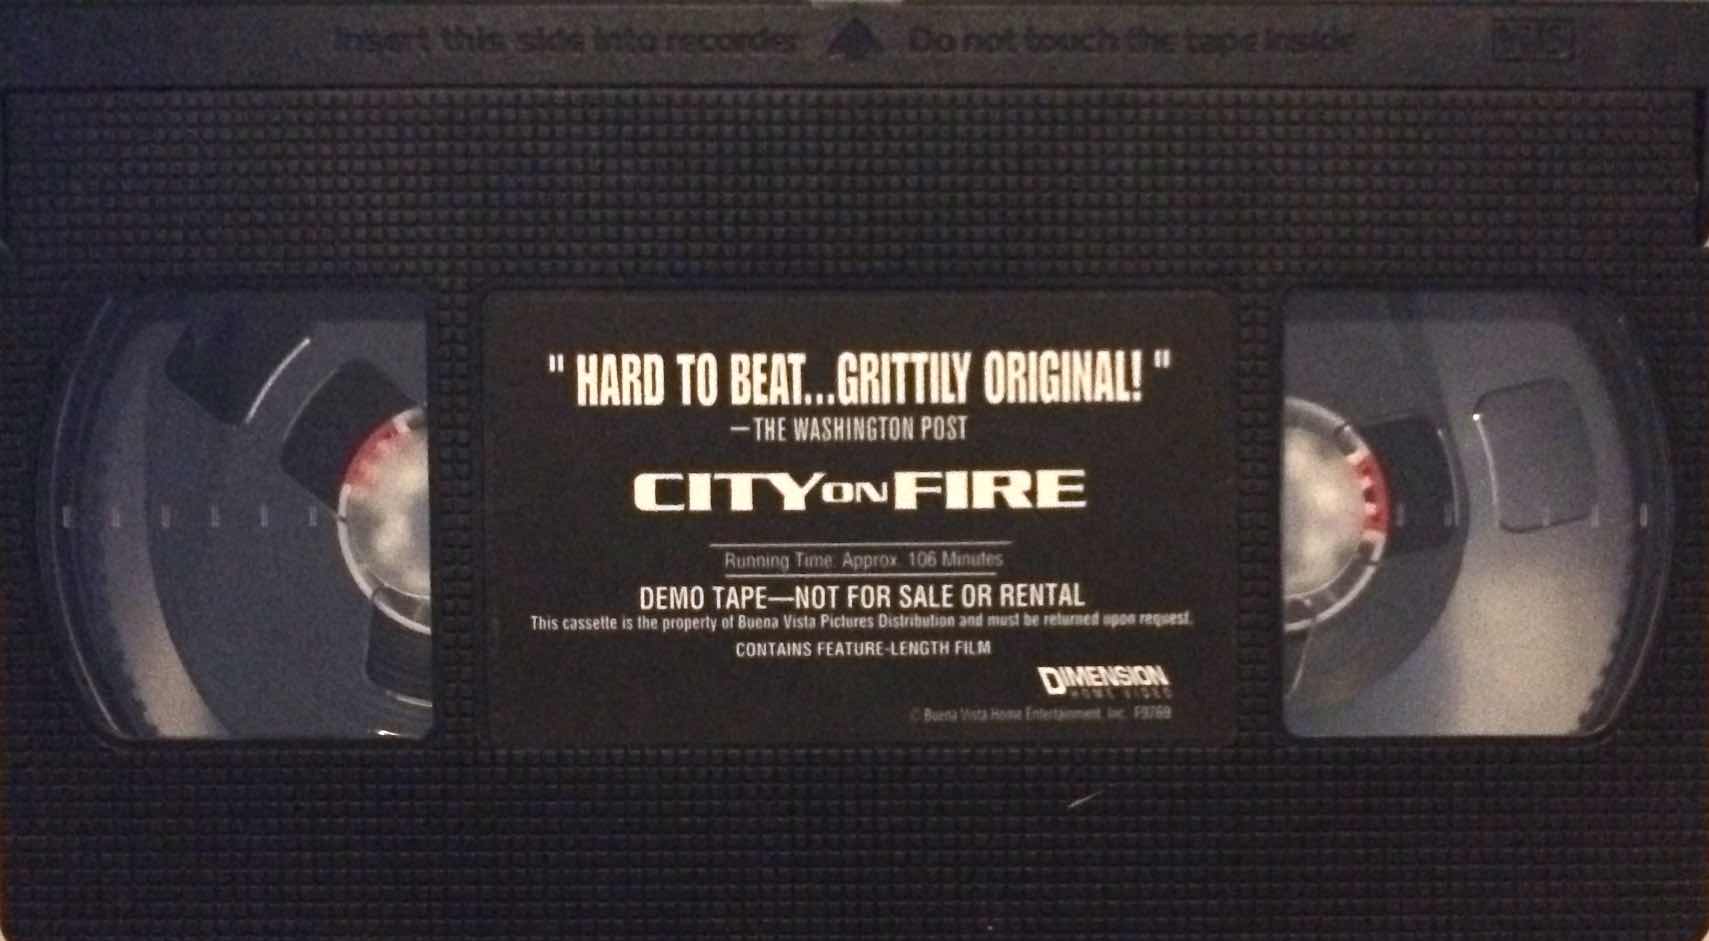 Insert this side into recorder ▲ Do not touch the tape inside VHS
" HARD TO BEAT...GRITTILY ORIGINAL! "
—THE WASHINGTON POST
CITY ON FIRE
Running Time: Approx. 106 Minutes
DEMO TAPE—NOT FOR SALE OR RENTAL
This cassette is the property of Buena Vista Pictures Distribution and must be returned upon request.
CONTAINS FEATURE-LENGTH FILM
DIMENSION
HOME VIDEO
© Buena Vista Home Entertainment, Inc.